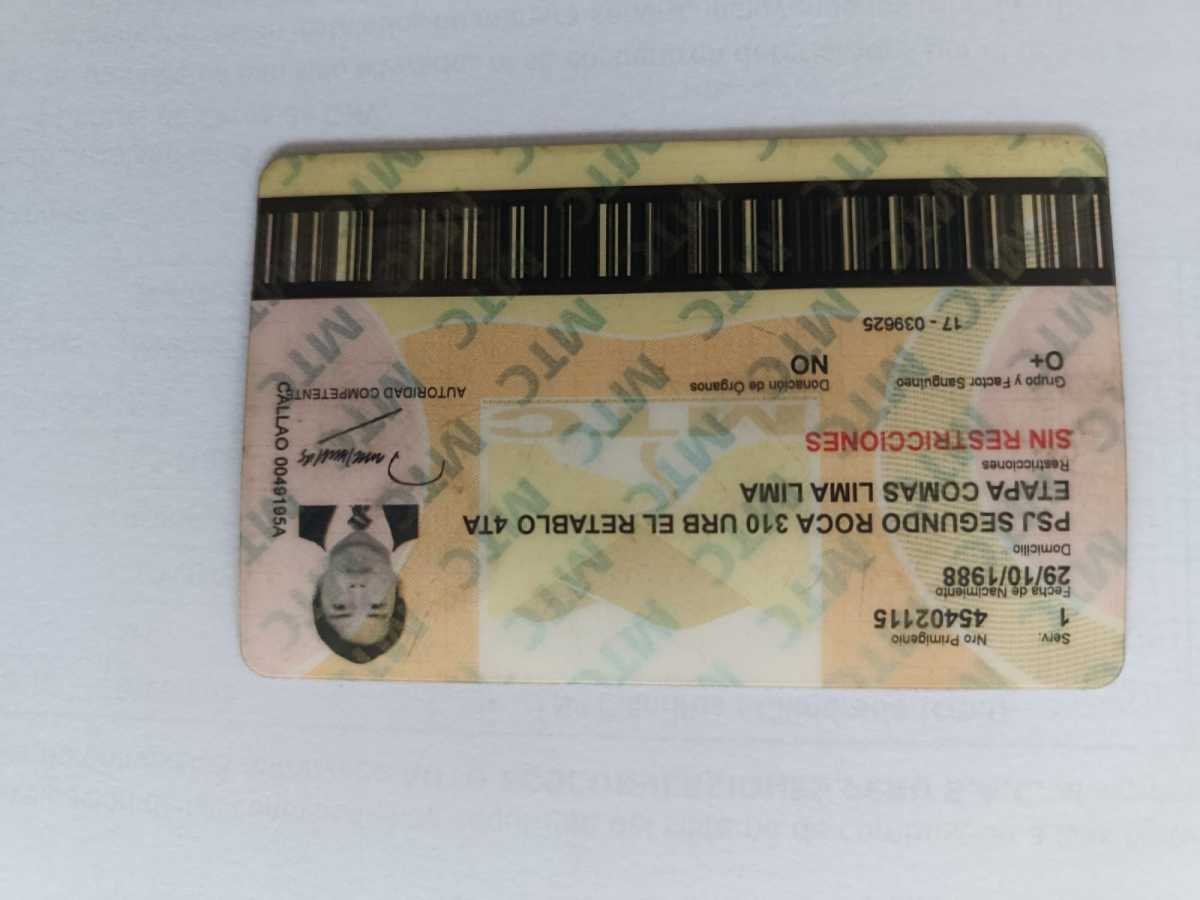 Serv. Nro Primigenio
1 45402115
Fecha de Nacimiento
29/10/1988
Domicilio
PSJ SEGUNDO ROCA 310 URB EL RETABLO 4TA
ETAPA COMAS LIMA LIMA
Restricciones
SIN RESTRICCIONES
Grupo y Factor Sanguíneo Donación de Órganos
O+ NO
17 - 039625
AUTORIDAD COMPETENTE
CALLAO 0049195A
MTC